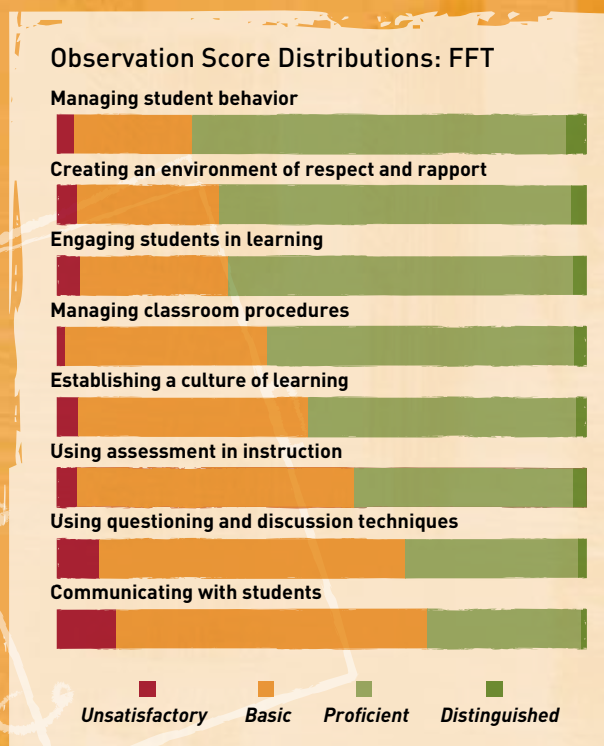 Observation Score Distributions: FFT
Managing student behavior
Creating an environment of respect and rapport
Engaging students in learning
Managing classroom procedures
Establishing a culture of learning
Using assessment in instruction
Using questioning and discussion techniques
Communicating with students
Unsatisfactory Basic Proficient Distinguished